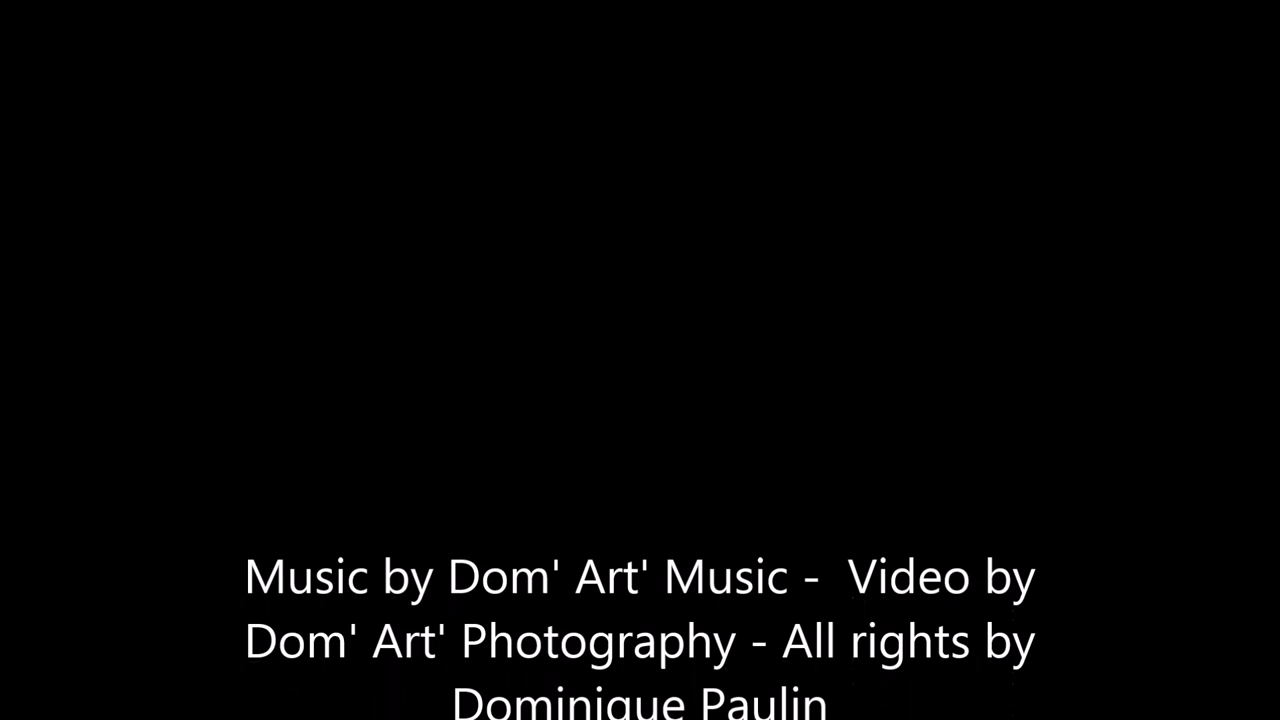 Music by Dom' Art' Music -  Video by
Dom' Art' Photography - All rights by
Dominique Paulin